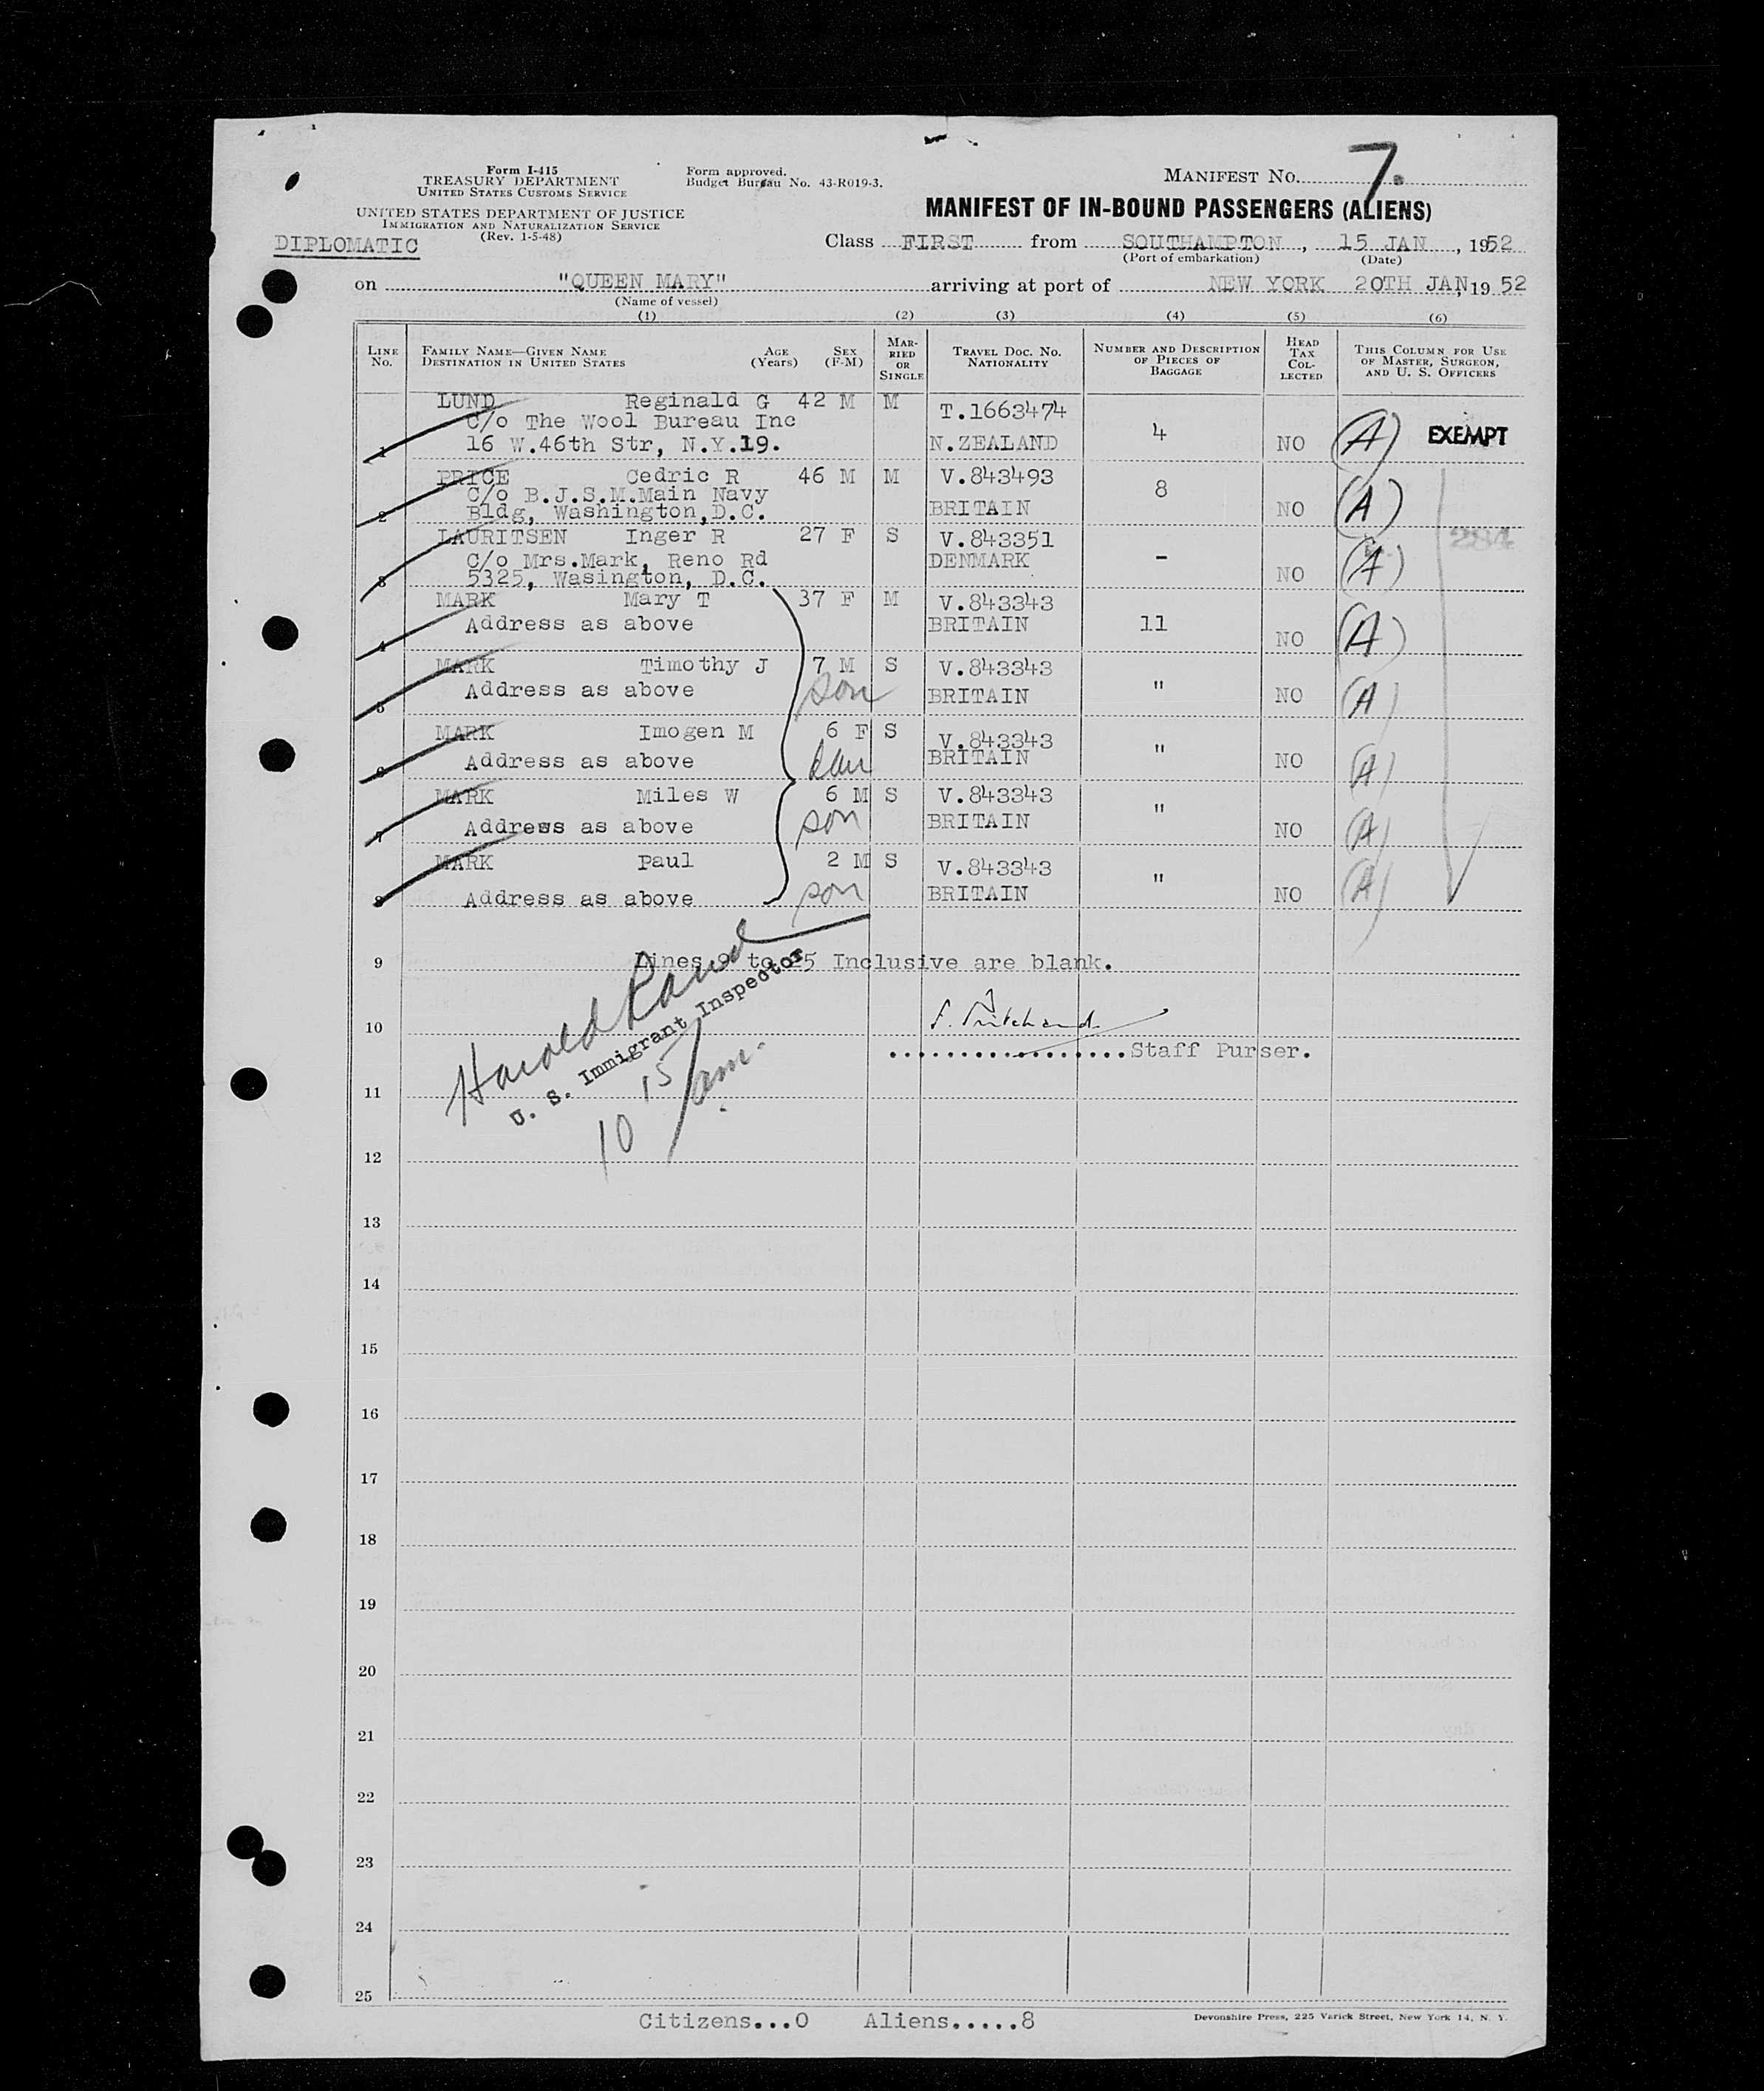 Form I-415
TREASURY DEPARTMENT
UNITED STATES CUSTOMS SERVICE
UNITED STATES DEPARTMENT OF JUSTICE
IMMIGRATION AND NATURALIZATION SERVICE
(Rev. 1-5-48)
DIPLOMATIC
Form approved.
Budget Bureau No. 43-R019-3.
MANIFEST No. 7.
MANIFEST OF IN-BOUND PASSENGERS (ALIENS)
Class FIRST from SOUTHAMPTON, 15 JAN, 1952
(Port of embarkation) (Date)
on "QUEEN MARY" arriving at port of NEW YORK 20TH JAN, 19 52
(Name of vessel)
(1) (2) (3) (4) (5) (6)
LINE No. FAMILY NAME—GIVEN NAME DESTINATION IN UNITED STATES AGE (Years) SEX (F-M) MARRIED OR SINGLE TRAVEL DOC. NO. NATIONALITY NUMBER AND DESCRIPTION OF PIECES OF BAGGAGE HEAD TAX COLLECTED THIS COLUMN FOR USE OF MASTER, SURGEON, AND U. S. OFFICERS
LUND Reginald G 42 M M T.1663474
C/o The Wool Bureau Inc
1 16 W.46th Str, N.Y.19. N.ZEALAND 4 NO (A) EXEMPT
PRICE Cedric R 46 M M V.843493
C/o B.J.S.M.Main Navy 8
2 Bldg, Washington,D.C. BRITAIN NO (A)
LAURITSEN Inger R 27 F S V.843351 284
C/o Mrs.Mark, Reno Rd DENMARK -
3 5325, Wasington, D.C. NO (A)
MARK Mary T 37 F M V.843343
Address as above BRITAIN 11
4 NO (A)
MARK Timothy J 7 M S V.843343
5 Address as above son BRITAIN " NO (A)
MARK Imogen M 6 F S V.843343
6 Address as above dau BRITAIN " NO (A)
MARK Miles W 6 M S V.843343
7 Address as above son BRITAIN " NO (A)
MARK Paul 2 M S V.843343
8 Address as above son BRITAIN " NO (A)
9 Lines 9 to 25 Inclusive are blank.
Harold
U. S. Immigrant Inspector
10 15/am.
10 F. Pritchard
..................Staff Purser.
11
12
13
14
15
16
17
18
19
20
21
22
23
24
25
Citizens...0 Aliens.....8
Devonshire Press, 225 Varick Street, New York 14, N. Y.